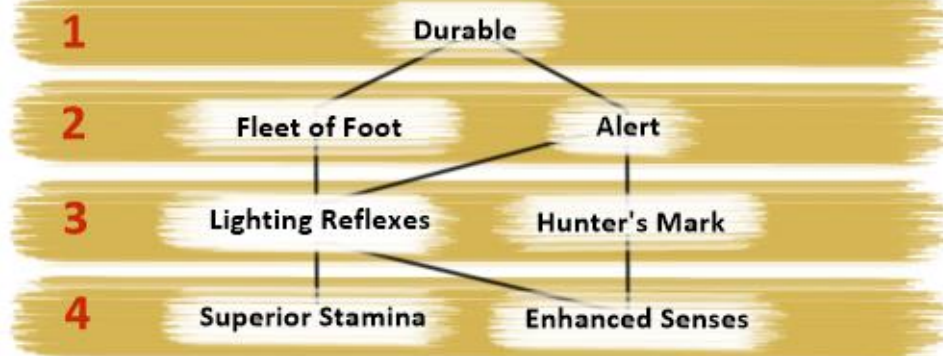 1 Durable
2 Fleet of Foot Alert
3 Lighting Reflexes Hunter's Mark
4 Superior Stamina Enhanced Senses